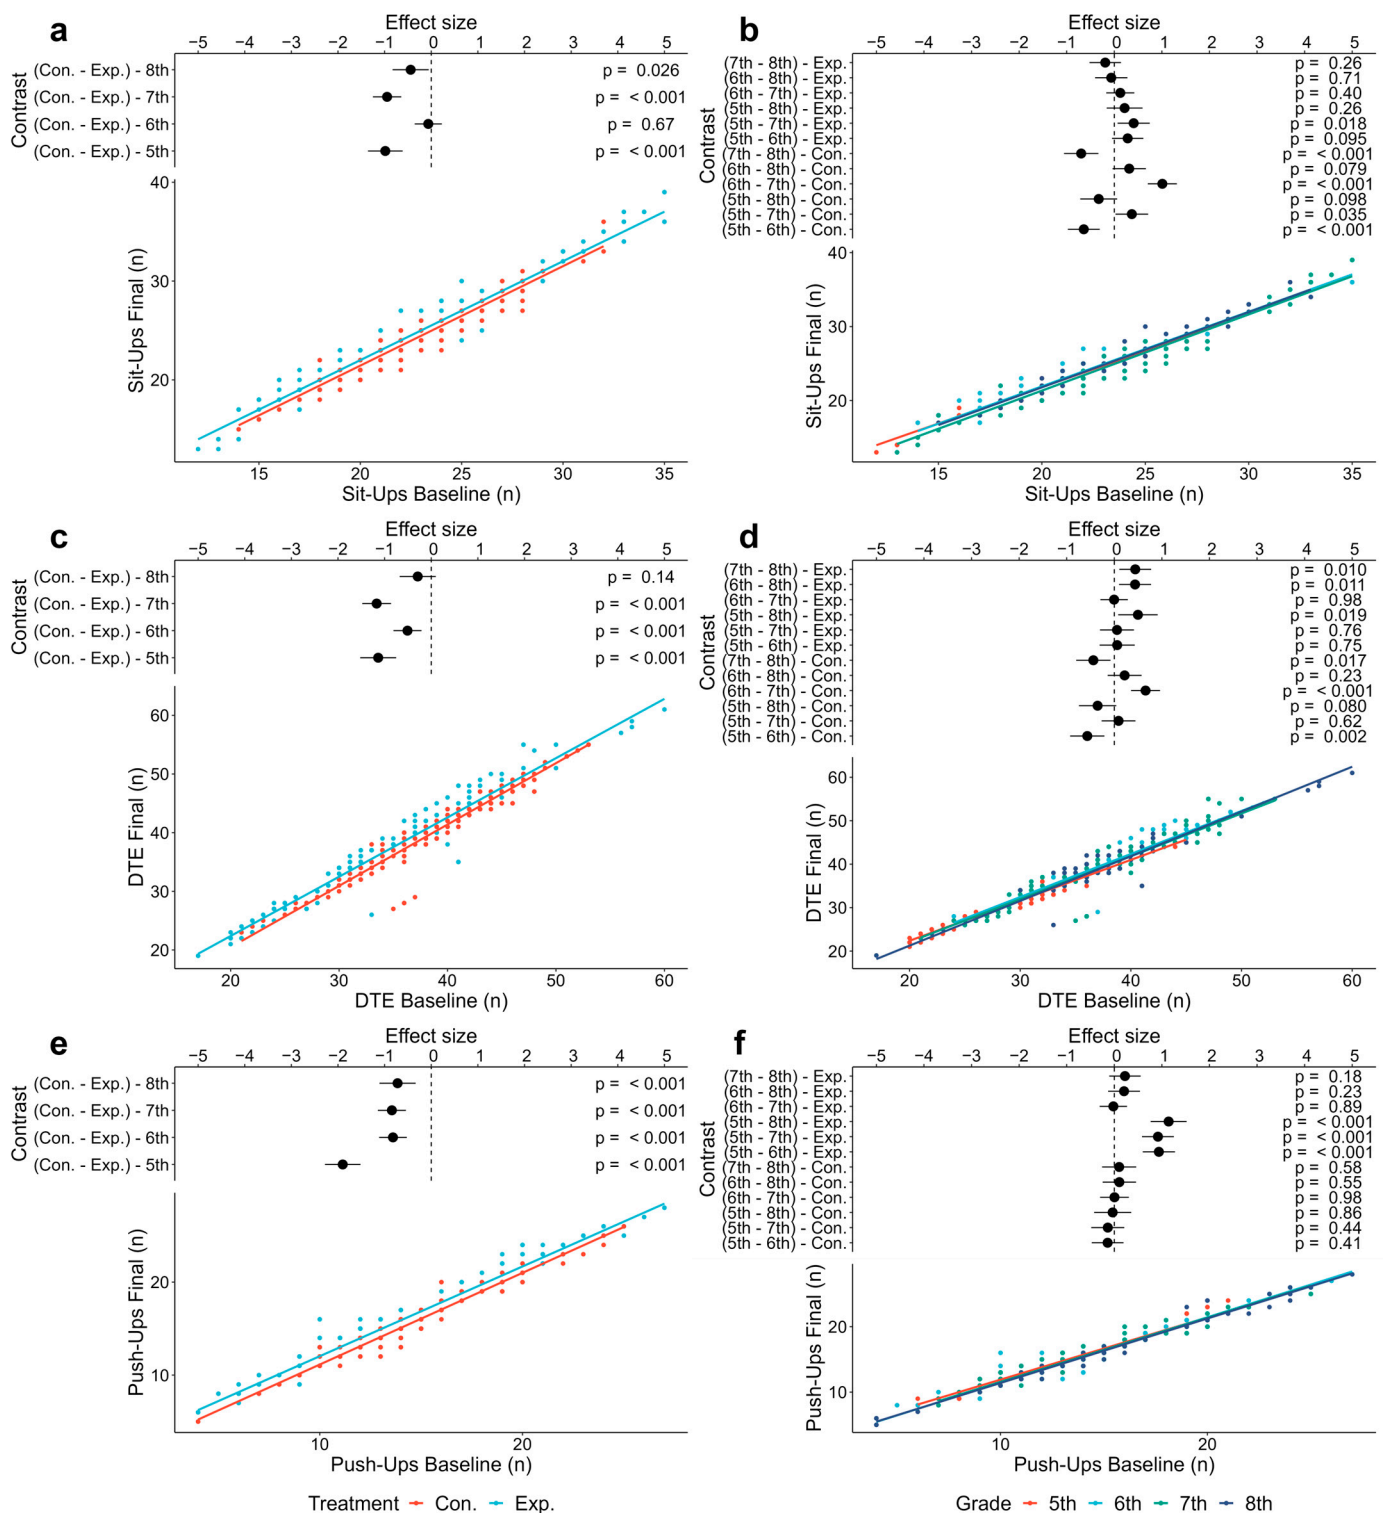 a
Effect size
−5 −4 −3 −2 −1 0 1 2 3 4 5
Contrast
(Con. - Exp.) - 8th p = 0.026
(Con. - Exp.) - 7th p = < 0.001
(Con. - Exp.) - 6th p = 0.67
(Con. - Exp.) - 5th p = < 0.001
Sit-Ups Final (n)
40
30
20
15 20 25 30 35
Sit-Ups Baseline (n)
b
Effect size
−5 −4 −3 −2 −1 0 1 2 3 4 5
Contrast
(7th - 8th) - Exp. p = 0.26
(6th - 8th) - Exp. p = 0.71
(6th - 7th) - Exp. p = 0.40
(5th - 8th) - Exp. p = 0.26
(5th - 7th) - Exp. p = 0.018
(5th - 6th) - Exp. p = 0.095
(7th - 8th) - Con. p = < 0.001
(6th - 8th) - Con. p = 0.079
(6th - 7th) - Con. p = < 0.001
(5th - 8th) - Con. p = 0.098
(5th - 7th) - Con. p = 0.035
(5th - 6th) - Con. p = < 0.001
Sit-Ups Final (n)
40
30
20
15 20 25 30 35
Sit-Ups Baseline (n)
c
Effect size
−5 −4 −3 −2 −1 0 1 2 3 4 5
Contrast
(Con. - Exp.) - 8th p = 0.14
(Con. - Exp.) - 7th p = < 0.001
(Con. - Exp.) - 6th p = < 0.001
(Con. - Exp.) - 5th p = < 0.001
DTE Final (n)
60
50
40
30
20
20 30 40 50 60
DTE Baseline (n)
d
Effect size
−5 −4 −3 −2 −1 0 1 2 3 4 5
Contrast
(7th - 8th) - Exp. p = 0.010
(6th - 8th) - Exp. p = 0.011
(6th - 7th) - Exp. p = 0.98
(5th - 8th) - Exp. p = 0.019
(5th - 7th) - Exp. p = 0.76
(5th - 6th) - Exp. p = 0.75
(7th - 8th) - Con. p = 0.017
(6th - 8th) - Con. p = 0.23
(6th - 7th) - Con. p = < 0.001
(5th - 8th) - Con. p = 0.080
(5th - 7th) - Con. p = 0.62
(5th - 6th) - Con. p = 0.002
DTE Final (n)
60
50
40
30
20
20 30 40 50 60
DTE Baseline (n)
e
Effect size
−5 −4 −3 −2 −1 0 1 2 3 4 5
Contrast
(Con. - Exp.) - 8th p = < 0.001
(Con. - Exp.) - 7th p = < 0.001
(Con. - Exp.) - 6th p = < 0.001
(Con. - Exp.) - 5th p = < 0.001
Push-Ups Final (n)
20
10
10 20
Push-Ups Baseline (n)
f
Effect size
−5 −4 −3 −2 −1 0 1 2 3 4 5
Contrast
(7th - 8th) - Exp. p = 0.18
(6th - 8th) - Exp. p = 0.23
(6th - 7th) - Exp. p = 0.89
(5th - 8th) - Exp. p = < 0.001
(5th - 7th) - Exp. p = < 0.001
(5th - 6th) - Exp. p = < 0.001
(7th - 8th) - Con. p = 0.58
(6th - 8th) - Con. p = 0.55
(6th - 7th) - Con. p = 0.98
(5th - 8th) - Con. p = 0.86
(5th - 7th) - Con. p = 0.44
(5th - 6th) - Con. p = 0.41
Push-Ups Final (n)
20
10
10 20
Push-Ups Baseline (n)
Treatment Con. Exp.
Grade 5th 6th 7th 8th